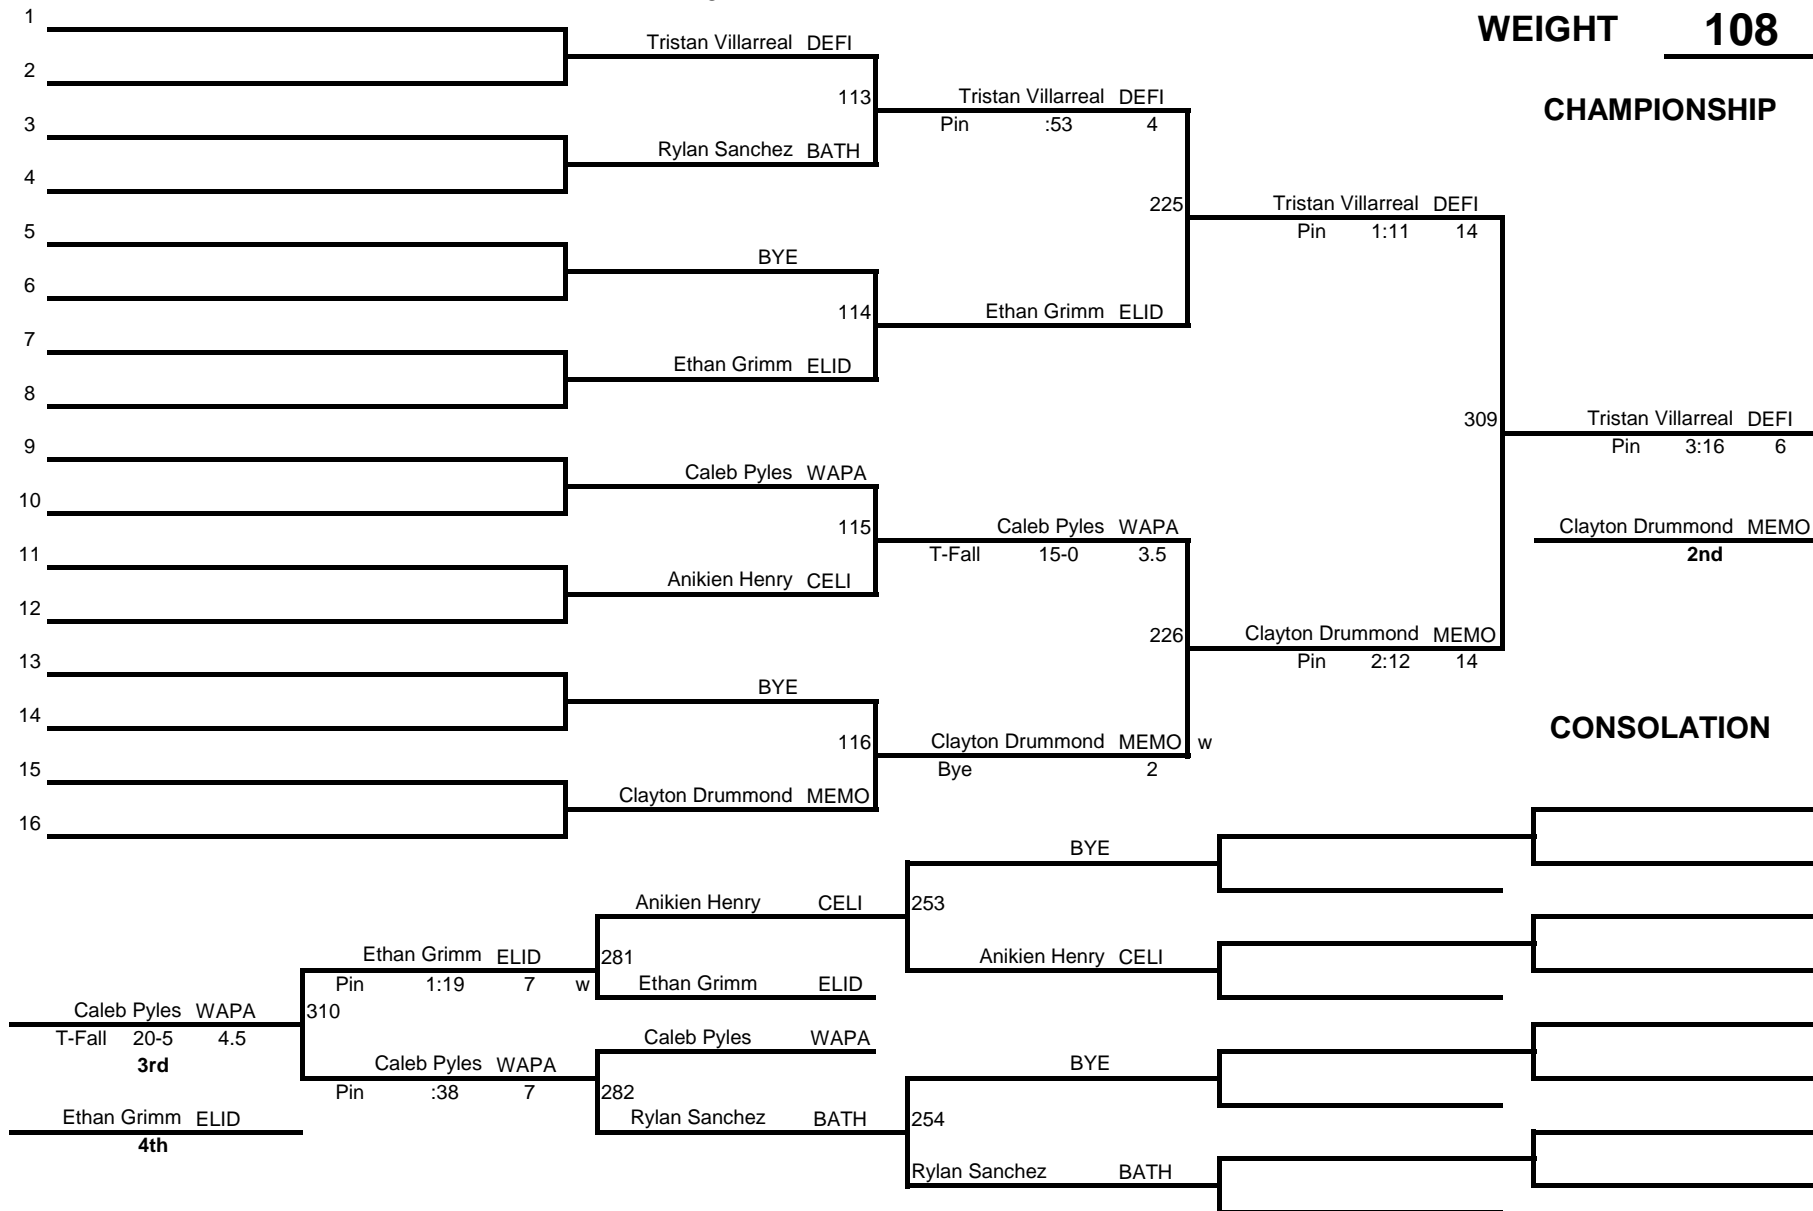 1
WEIGHT 108
Tristan Villarreal DEFI
2
113 Tristan Villarreal DEFI
Pin :53 4
CHAMPIONSHIP
3
Rylan Sanchez BATH
4
225 Tristan Villarreal DEFI
Pin 1:11 14
5
BYE
6
114 Ethan Grimm ELID
7
Ethan Grimm ELID
8
309 Tristan Villarreal DEFI
Pin 3:16 6
9
Caleb Pyles WAPA
10
115 Caleb Pyles WAPA
T-Fall 15-0 3.5
Clayton Drummond MEMO
2nd
11
Anikien Henry CELI
12
226 Clayton Drummond MEMO
Pin 2:12 14
13
BYE
14
116 Clayton Drummond MEMO w
Bye 2
CONSOLATION
15
Clayton Drummond MEMO
16
BYE
Anikien Henry CELI 253
Ethan Grimm ELID 281 Anikien Henry CELI
Pin 1:19 7 w Ethan Grimm ELID
Caleb Pyles WAPA 310
T-Fall 20-5 4.5 Caleb Pyles WAPA
3rd Caleb Pyles WAPA BYE
Pin :38 7 282
Ethan Grimm ELID Rylan Sanchez BATH 254
4th
Rylan Sanchez BATH